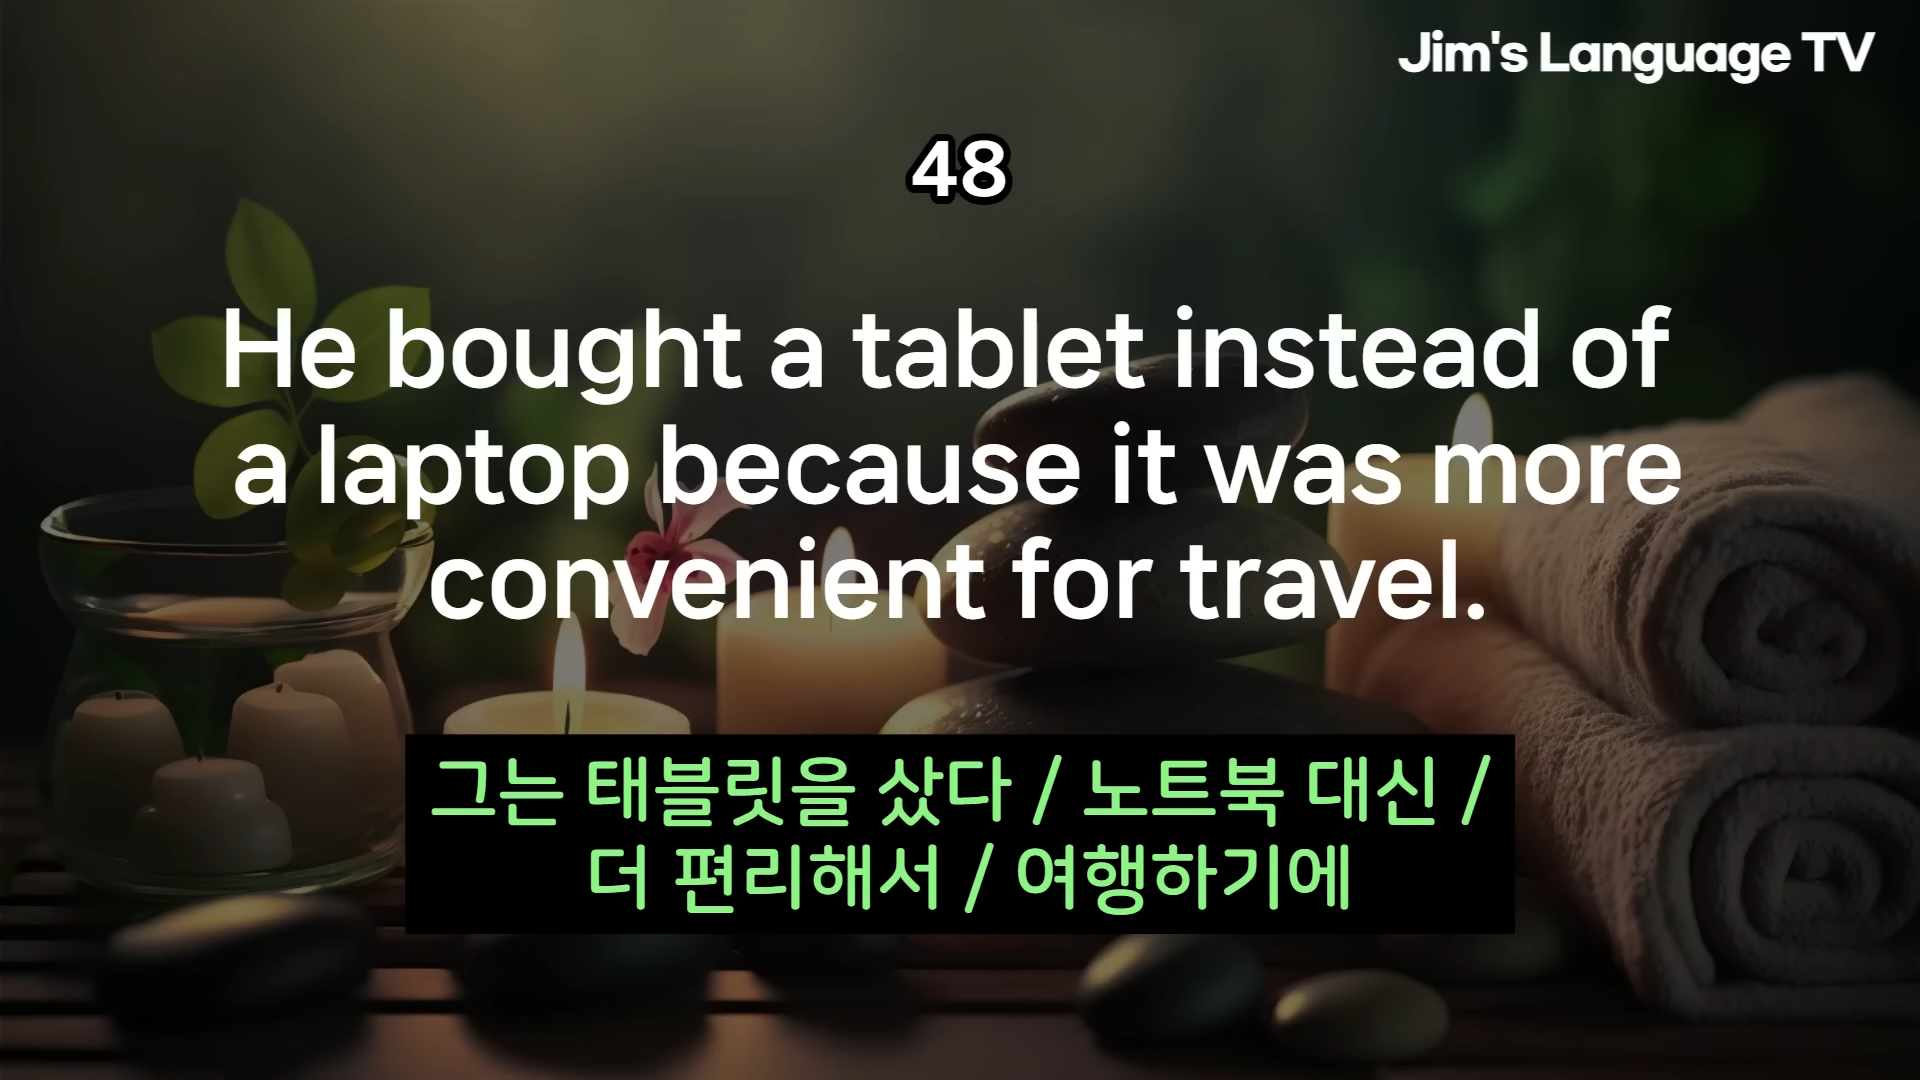 Jim's Language TV
48
He bought a tablet instead of
a laptop because it was more
convenient for travel.
그는 태블릿을 샀다 / 노트북 대신 /
더 편리해서 / 여행하기에